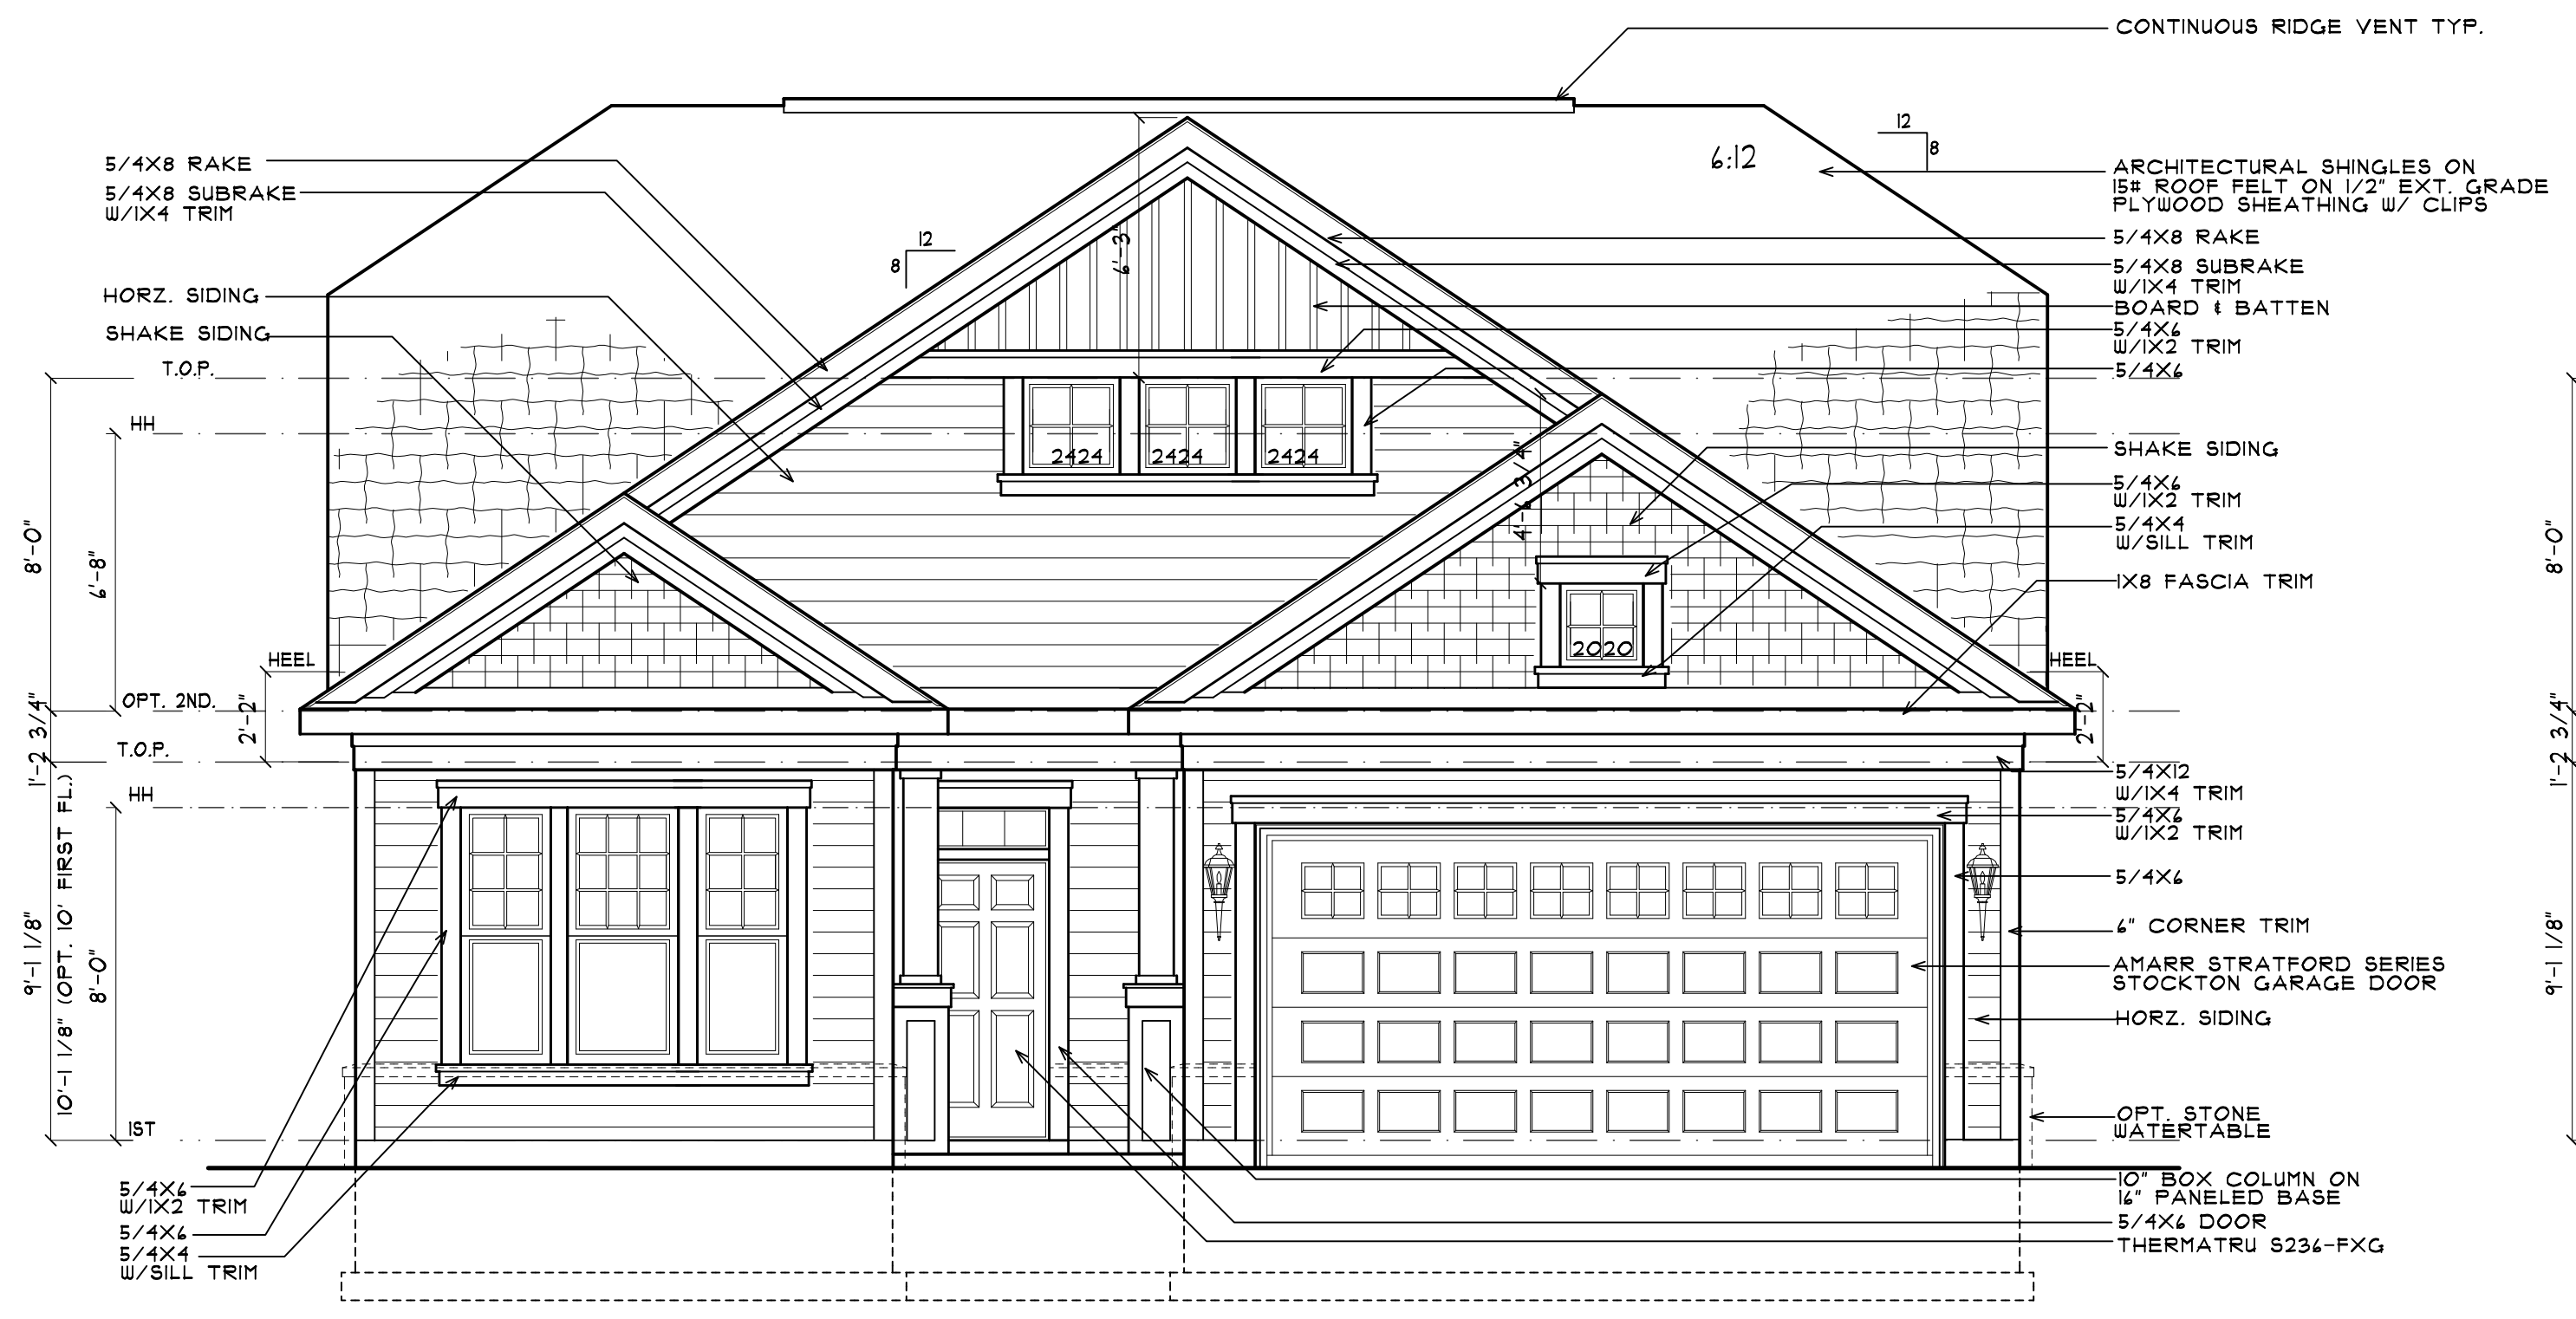 CONTINUOUS RIDGE VENT TYP.
12
8
6:12
5/4X8 RAKE
5/4X8 SUBRAKE
W/1X4 TRIM
HORZ. SIDING
SHAKE SIDING
T.O.P.
HH
8'-0"
6'-8"
HEEL
OPT. 2ND.
1'-2 3/4"
2'-2"
T.O.P.
HH
9'-1 1/8"
10'-1 1/8" (OPT. 10' FIRST FL.)
8'-0"
1ST
5/4X6
W/1X2 TRIM
5/4X6
5/4X4
W/SILL TRIM
12
8
6'-3"
2424
2424
2424
4'-6 3/4"
2020
ARCHITECTURAL SHINGLES ON
15# ROOF FELT ON 1/2" EXT. GRADE
PLYWOOD SHEATHING W/ CLIPS
5/4X8 RAKE
5/4X8 SUBRAKE
W/1X4 TRIM
BOARD & BATTEN
5/4X6
W/1X2 TRIM
5/4X6
SHAKE SIDING
5/4X6
W/1X2 TRIM
5/4X4
W/SILL TRIM
1X8 FASCIA TRIM
HEEL
2'-2"
5/4X12
W/1X4 TRIM
5/4X6
W/1X2 TRIM
5/4X6
6" CORNER TRIM
AMARR STRATFORD SERIES
STOCKTON GARAGE DOOR
HORZ. SIDING
OPT. STONE
WATERTABLE
10" BOX COLUMN ON
16" PANELED BASE
5/4X6 DOOR
THERMATRU S236-FXG
8'-0"
1'-2 3/4"
9'-1 1/8"